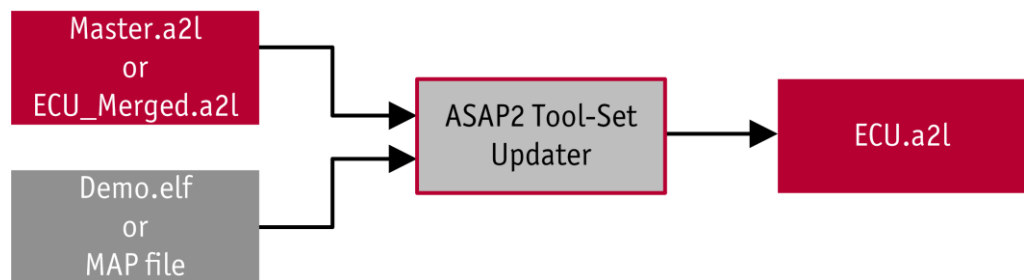 Master.a2l
or
ECU_Merged.a2l
Demo.elf
or
MAP file
ASAP2 Tool-Set
Updater
ECU.a2l